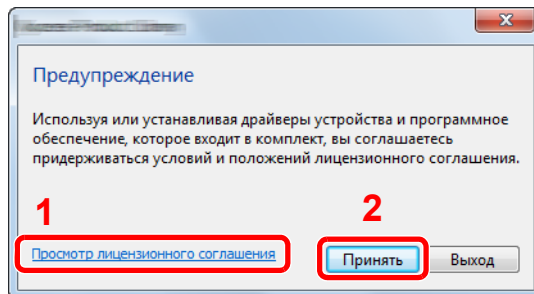 Предупреждение
Используя или устанавливая драйверы устройства и программное
обеспечение, которое входит в комплект, вы соглашаетесь
придерживаться условий и положений лицензионного соглашения.
1
2
Просмотр лицензионного соглашения
Принять
Выход